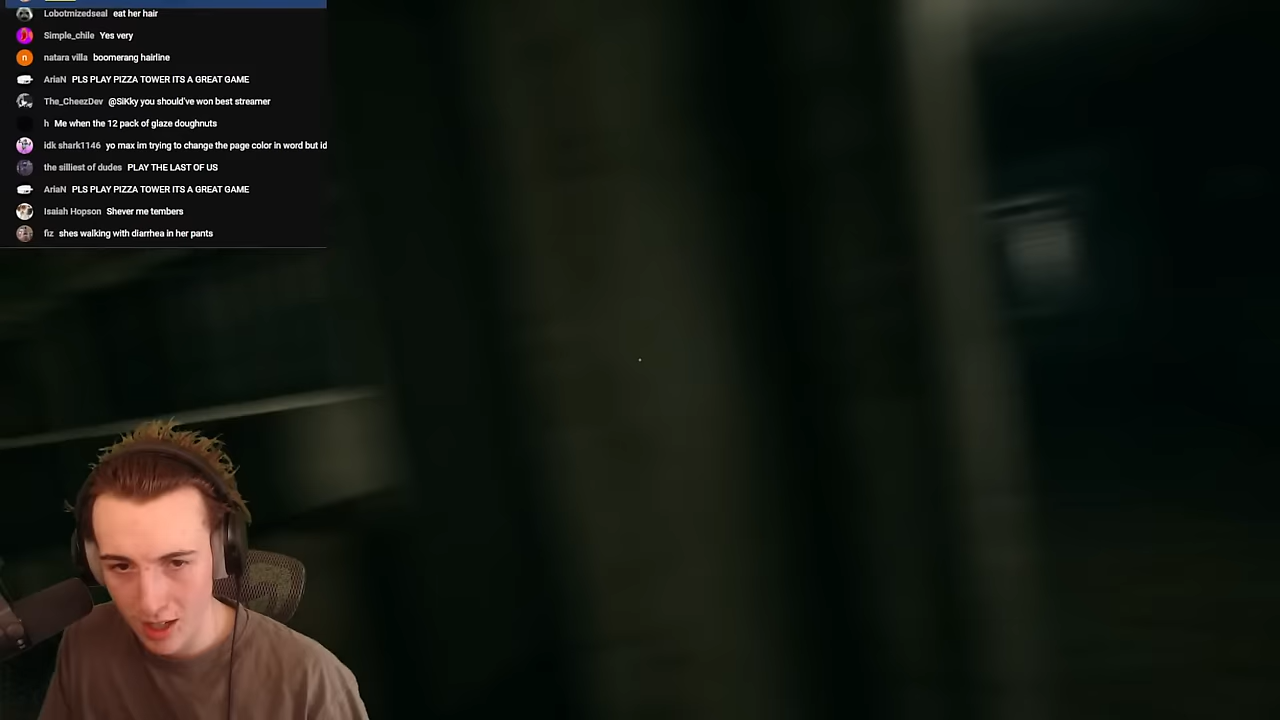 Lobotmizedseal eat her hair
Simple_chile Yes very
natara villa boomerang hairline
AriaN PLS PLAY PIZZA TOWER ITS A GREAT GAME
The_CheezDev @SiKky you should've won best streamer
h Me when the 12 pack of glaze doughnuts
idk shark1146 yo max im trying to change the page color in word but id
the silliest of dudes PLAY THE LAST OF US
AriaN PLS PLAY PIZZA TOWER ITS A GREAT GAME
Isaiah Hopson Shever me tembers
fiz shes walking with diarrhea in her pants